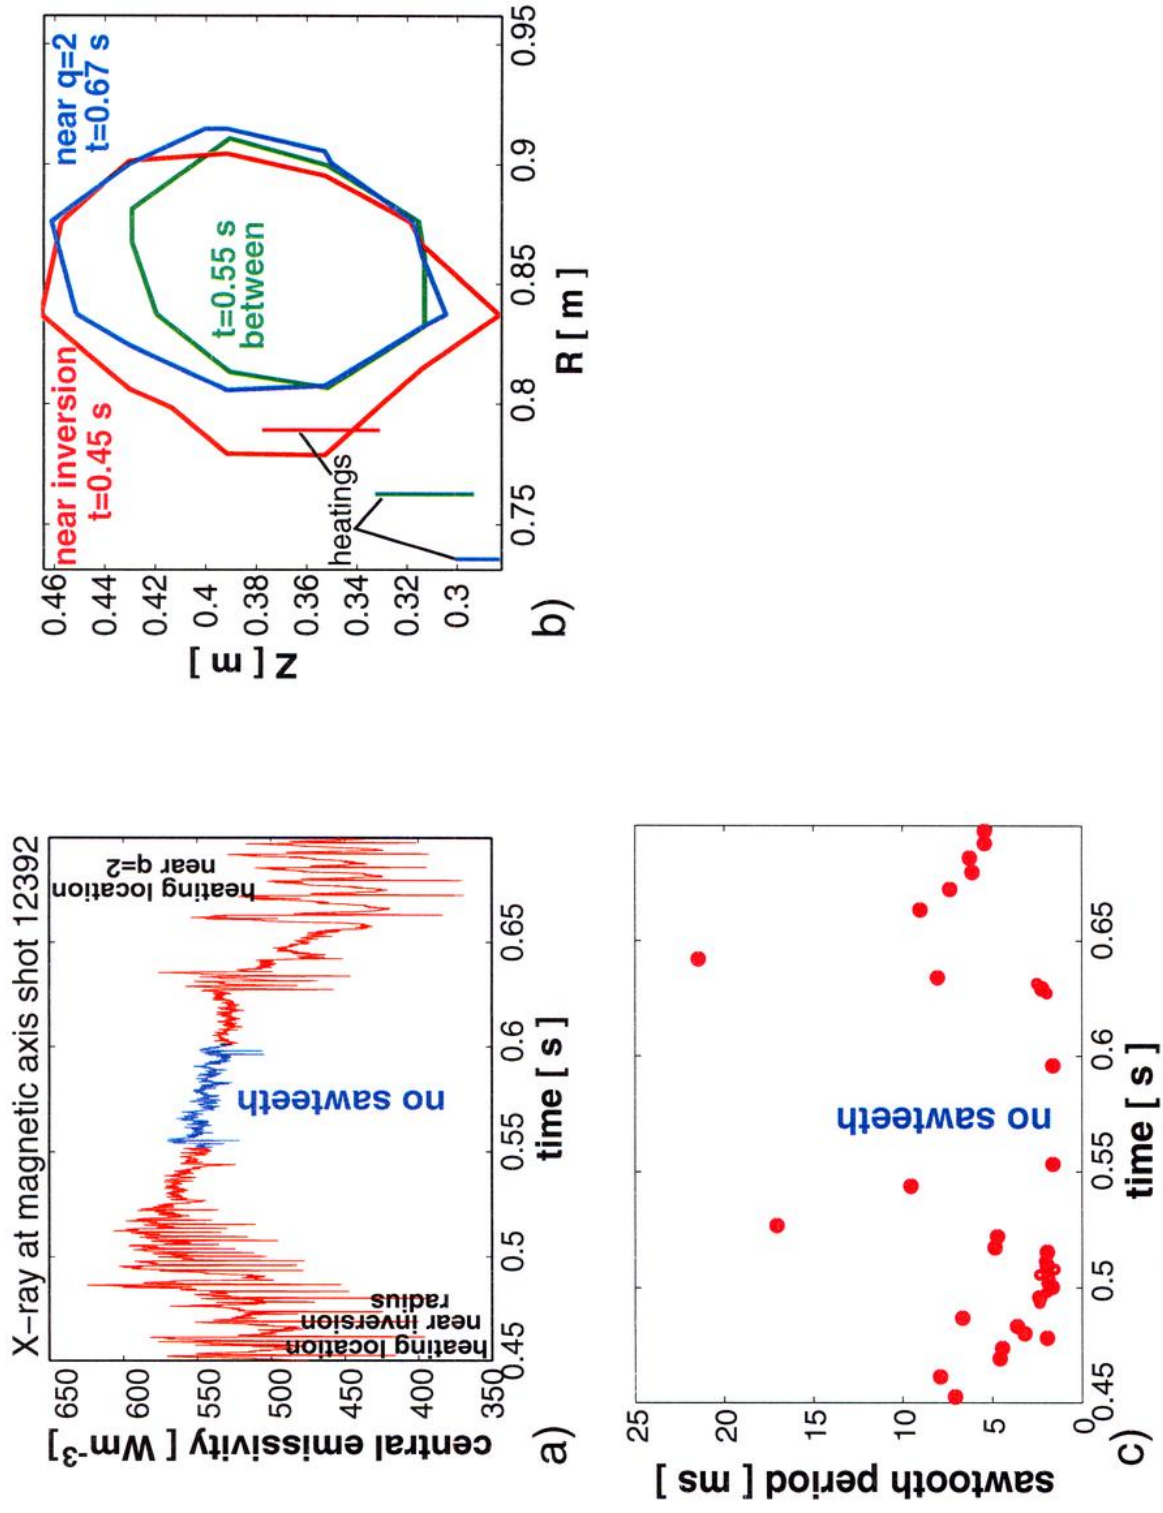 X-ray at magnetic axis shot 12392
central emissivity [ Wm-3]
650
600
550
500
450
400
350
heating location
near inversion
radius
no sawteeth
heating location
near q=2
0.45
0.5
0.55
0.6
0.65
time [ s ]
a)
near inversion
t=0.45 s
near q=2
t=0.67 s
t=0.55 s
between
heatings
Z [ m ]
0.46
0.44
0.42
0.4
0.38
0.36
0.34
0.32
0.3
0.75
0.8
0.85
0.9
0.95
R [ m ]
b)
sawtooth period [ ms ]
25
20
15
10
5
0
no sawteeth
0.45
0.5
0.55
0.6
0.65
time [ s ]
c)